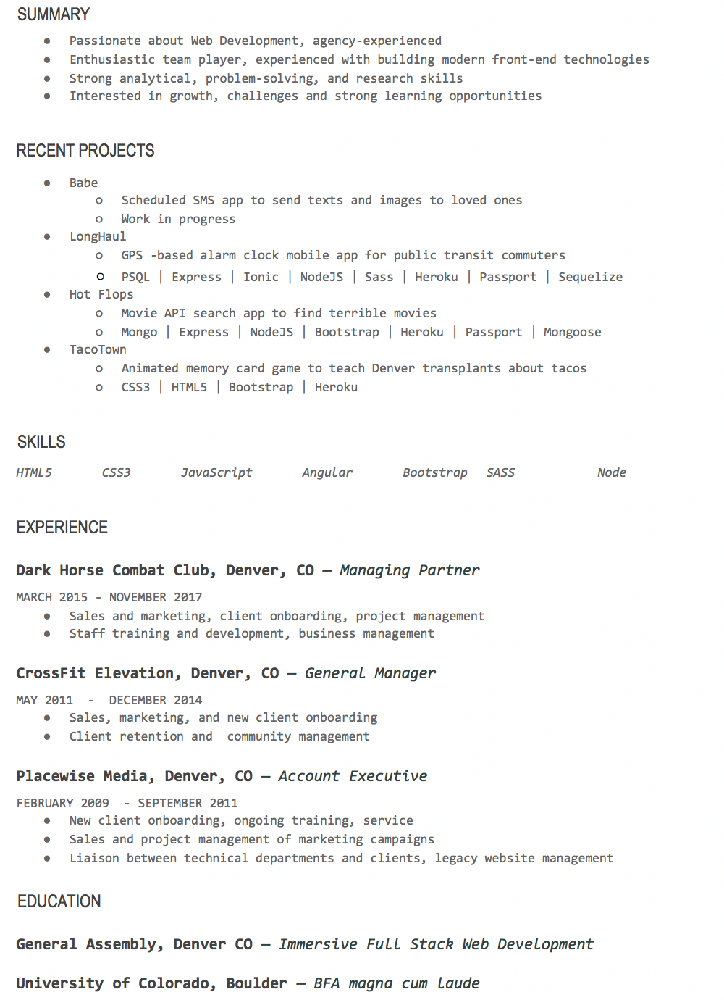 SUMMARY
● Passionate about Web Development, agency-experienced
● Enthusiastic team player, experienced with building modern front-end technologies
● Strong analytical, problem-solving, and research skills
● Interested in growth, challenges and strong learning opportunities
RECENT PROJECTS
● Babe
○ Scheduled SMS app to send texts and images to loved ones
○ Work in progress
● LongHaul
○ GPS -based alarm clock mobile app for public transit commuters
○ PSQL | Express | Ionic | NodeJS | Sass | Heroku | Passport | Sequelize
● Hot Flops
○ Movie API search app to find terrible movies
○ Mongo | Express | NodeJS | Bootstrap | Heroku | Passport | Mongoose
● TacoTown
○ Animated memory card game to teach Denver transplants about tacos
○ CSS3 | HTML5 | Bootstrap | Heroku
SKILLS
HTML5 CSS3 JavaScript Angular Bootstrap SASS Node
EXPERIENCE
Dark Horse Combat Club, Denver, CO — Managing Partner
MARCH 2015 - NOVEMBER 2017
● Sales and marketing, client onboarding, project management
● Staff training and development, business management
CrossFit Elevation, Denver, CO — General Manager
MAY 2011 - DECEMBER 2014
● Sales, marketing, and new client onboarding
● Client retention and community management
Placewise Media, Denver, CO — Account Executive
FEBRUARY 2009 - SEPTEMBER 2011
● New client onboarding, ongoing training, service
● Sales and project management of marketing campaigns
● Liaison between technical departments and clients, legacy website management
EDUCATION
General Assembly, Denver CO — Immersive Full Stack Web Development
University of Colorado, Boulder — BFA magna cum laude